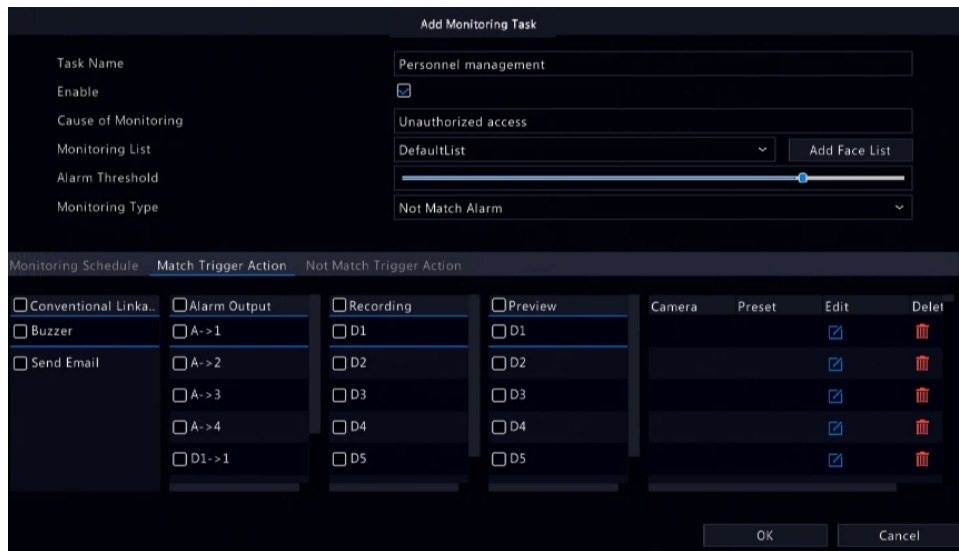 Add Monitoring Task
Task Name Personnel management
Enable
Cause of Monitoring Unauthorized access
Monitoring List DefaultList Add Face List
Alarm Threshold
Monitoring Type Not Match Alarm
Monitoring Schedule Match Trigger Action Not Match Trigger Action
Conventional Linka.. Alarm Output Recording Preview Camera Preset Edit Delet
Buzzer A->1 D1 D1
Send Email A->2 D2 D2
A->3 D3 D3
A->4 D4 D4
D1->1 D5 D5
OK Cancel